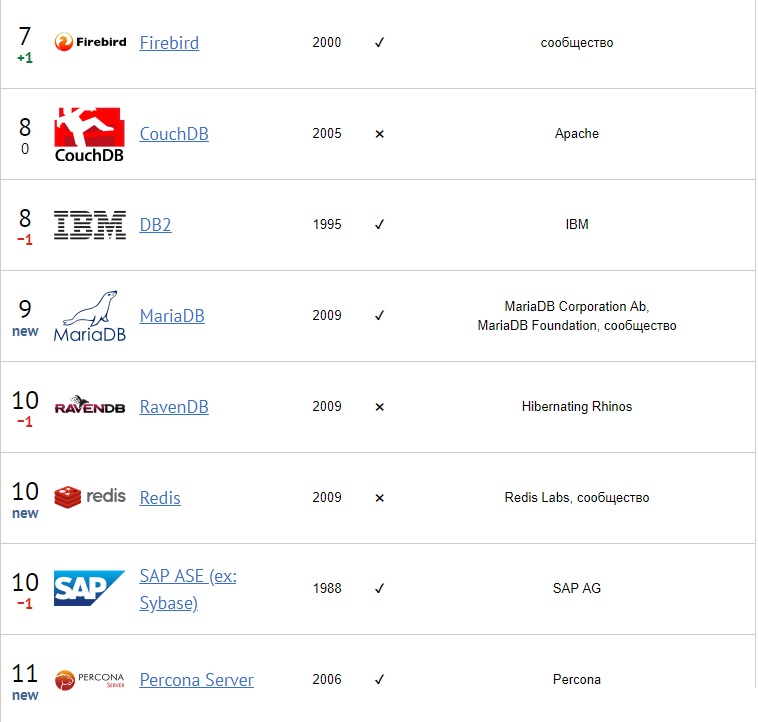 7
+1
Firebird
Firebird
2000
✓
сообщество
8
0
CouchDB
CouchDB
2005
×
Apache
8
−1
IBM
DB2
1995
✓
IBM
9
new
MariaDB
MariaDB
2009
✓
MariaDB Corporation Ab,
MariaDB Foundation, сообщество
10
−1
RAVENDB
RavenDB
2009
×
Hibernating Rhinos
10
new
redis
Redis
2009
×
Redis Labs, сообщество
10
−1
SAP
SAP ASE (ex:
Sybase)
1988
✓
SAP AG
11
new
PERCONA
SERVER
Percona Server
2006
✓
Percona